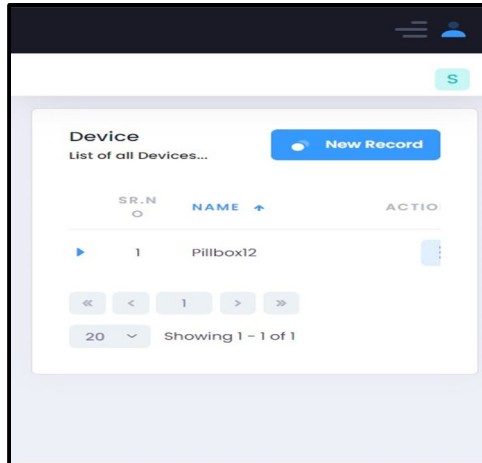 S
Device
List of all Devices...
New Record
SR.N
O
NAME
ACTIO
1 Pillbox12
« < 1 > »
20 Showing 1 - 1 of 1